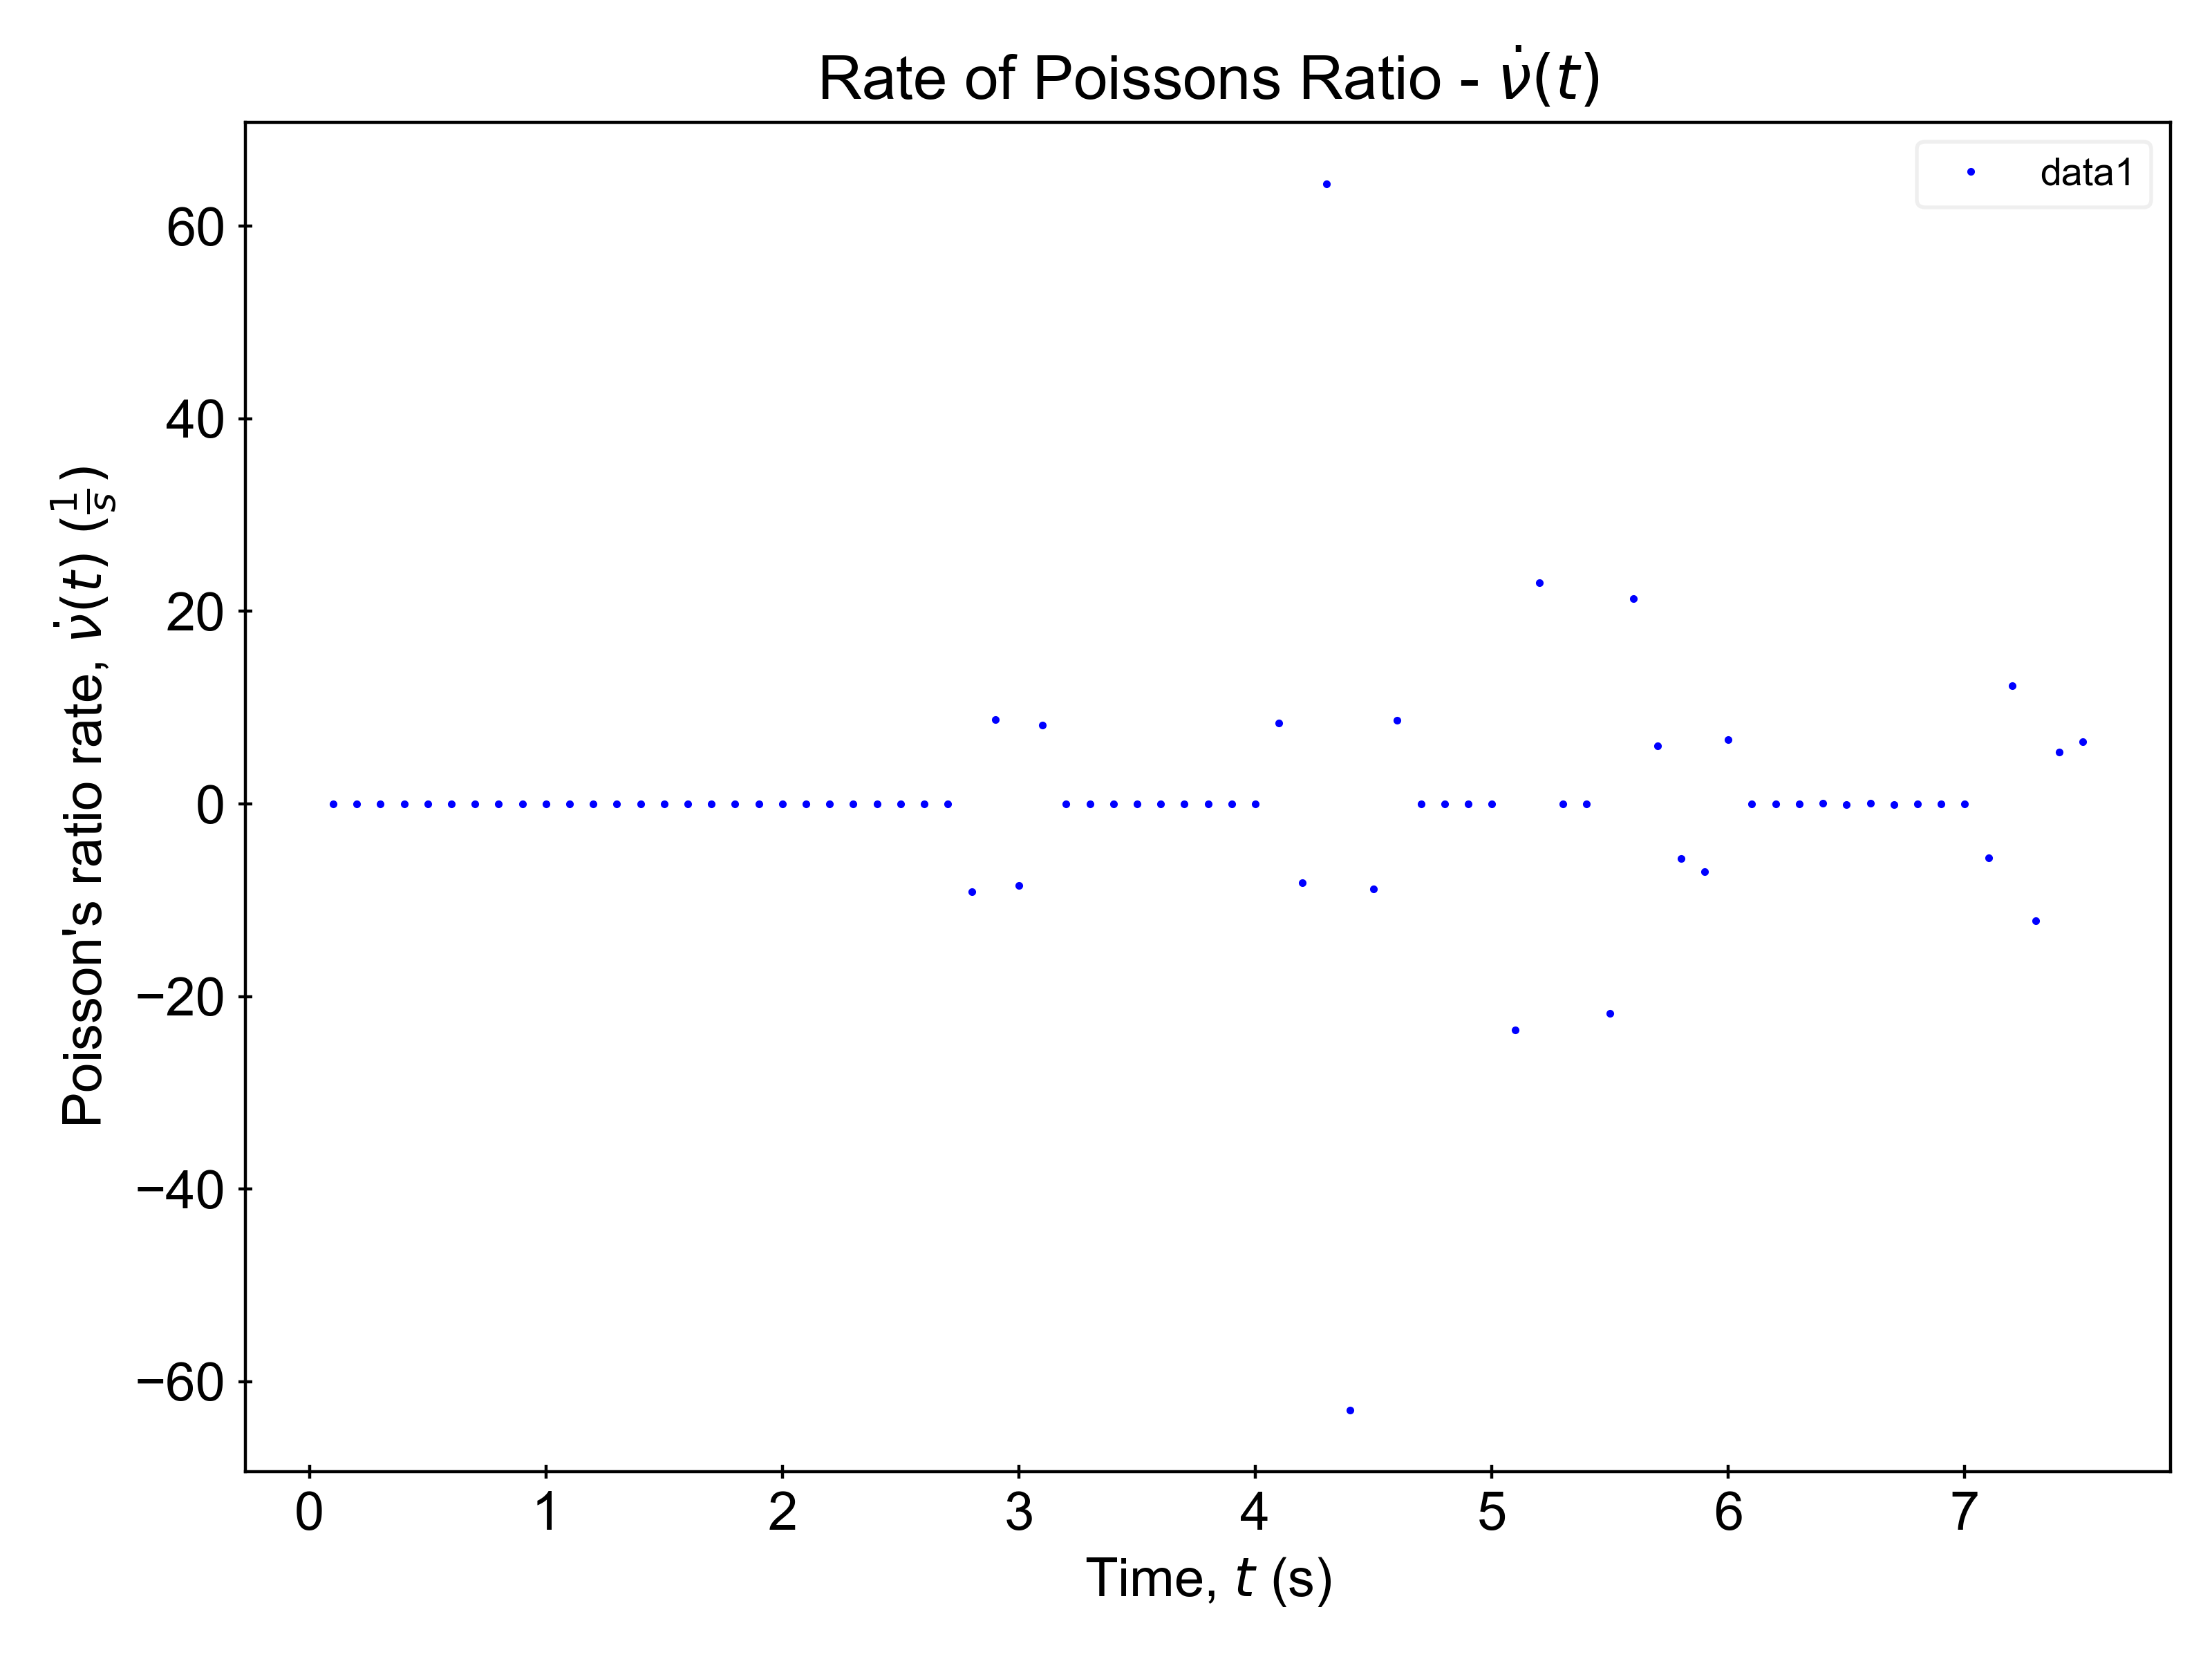 Rate of Poissons Ratio - ν̇(t)
data1
Poisson's ratio rate, ν̇(t) (1/s)
60
40
20
0
−20
−40
−60
0 1 2 3 4 5 6 7
Time, t (s)